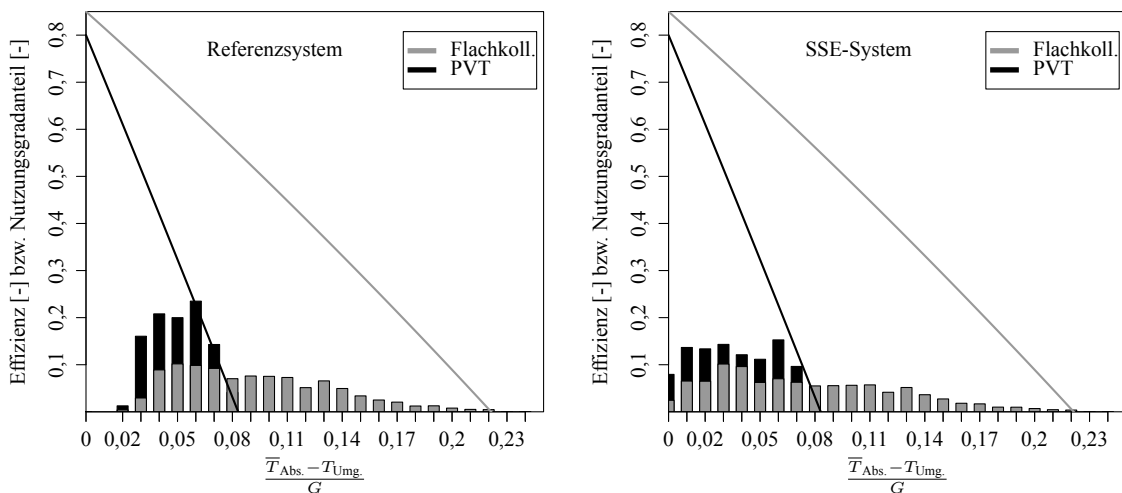 Effizienz [-] bzw. Nutzungsgradanteil [-]
0,8
0,7
0,6
0,5
0,4
0,3
0,2
0,1
Referenzsystem
Flachkoll.
PVT
0 0,02 0,05 0,08 0,11 0,14 0,17 0,2 0,23
T̅Abs. − TUmg.
G
Effizienz [-] bzw. Nutzungsgradanteil [-]
0,8
0,7
0,6
0,5
0,4
0,3
0,2
0,1
SSE-System
Flachkoll.
PVT
0 0,02 0,05 0,08 0,11 0,14 0,17 0,2 0,23
T̅Abs. − TUmg.
G